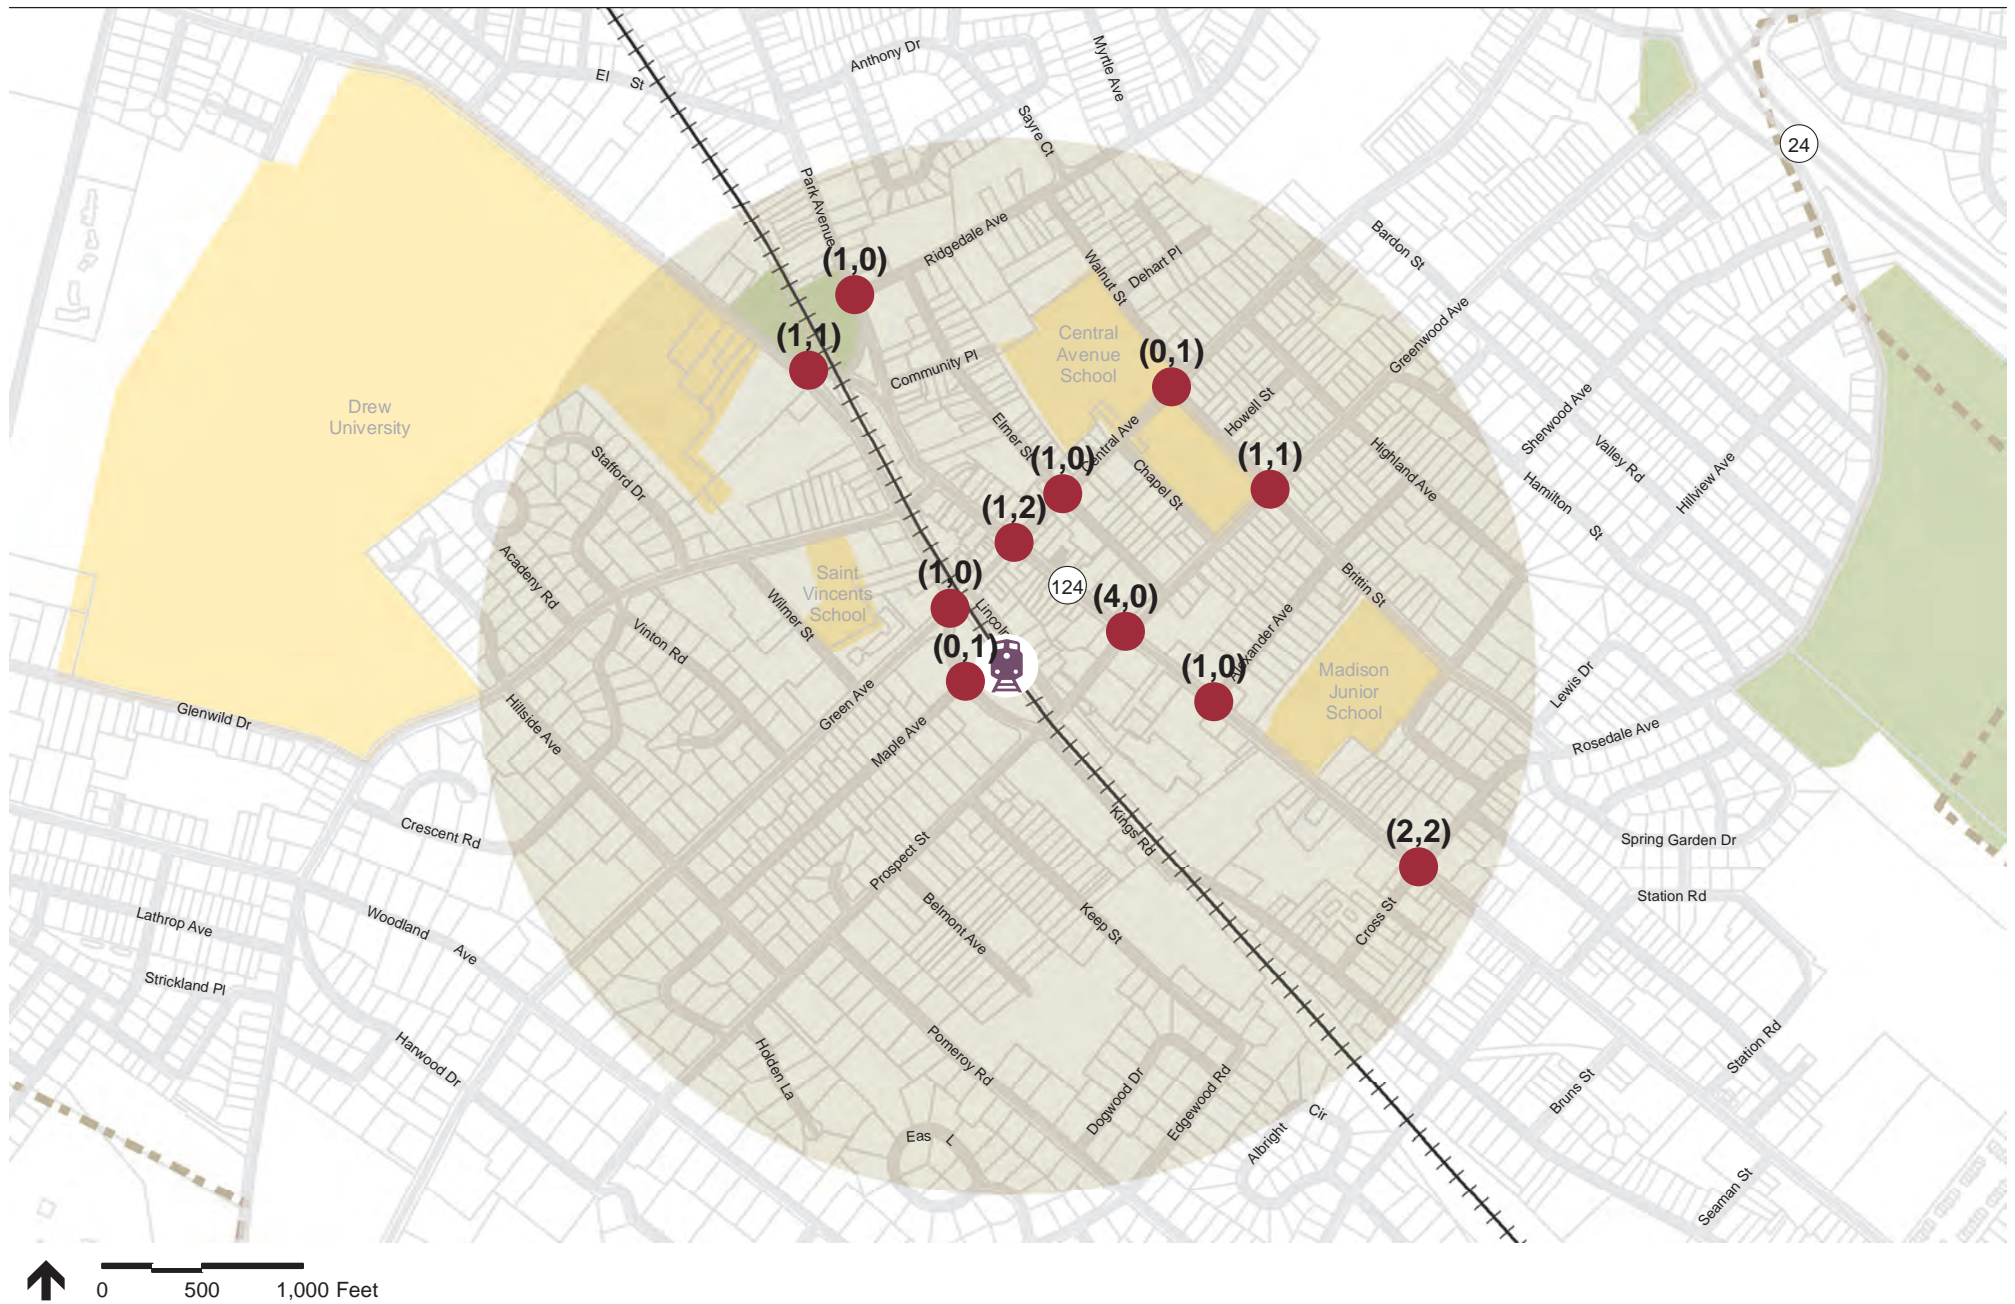 Anthony Dr
Myrtle Ave
El St
Sayre Ct
24
Park Avenue
Ridgedale Ave
Bardon St
Walnut St
Dehart Pl
(1,0)
(1,1)
Central
Avenue
School
(0,1)
Greenwood Ave
Community Pl
Drew
University
Howell St
Sherwood Ave
Elmer St
Central Ave
Highland Ave
Valley Rd
Hillview Ave
Stafford Dr
(1,0)
Chapel St
(1,1)
Hamilton St
(1,2)
Academy Rd
Saint
Vincents
School
(1,0)
124
Brittin St
Wilmer St
Lincoln
(4,0)
Alexander Ave
Vinton Rd
(0,1)
(1,0)
Madison
Junior
School
Lewis Dr
Glenwild Dr
Hillside Ave
Green Ave
Maple Ave
Rosedale Ave
Crescent Rd
Kings Rd
(2,2)
Spring Garden Dr
Prospect St
Station Rd
Lathrop Ave
Woodland Ave
Belmont Ave
Keep St
Cross St
Strickland Pl
Harwood Dr
Holden La
Pomeroy Rd
Dogwood Dr
Edgewood Rd
Station Rd
Bruns St
Eas L
Albright Cir
Seaman St
0 500 1,000 Feet